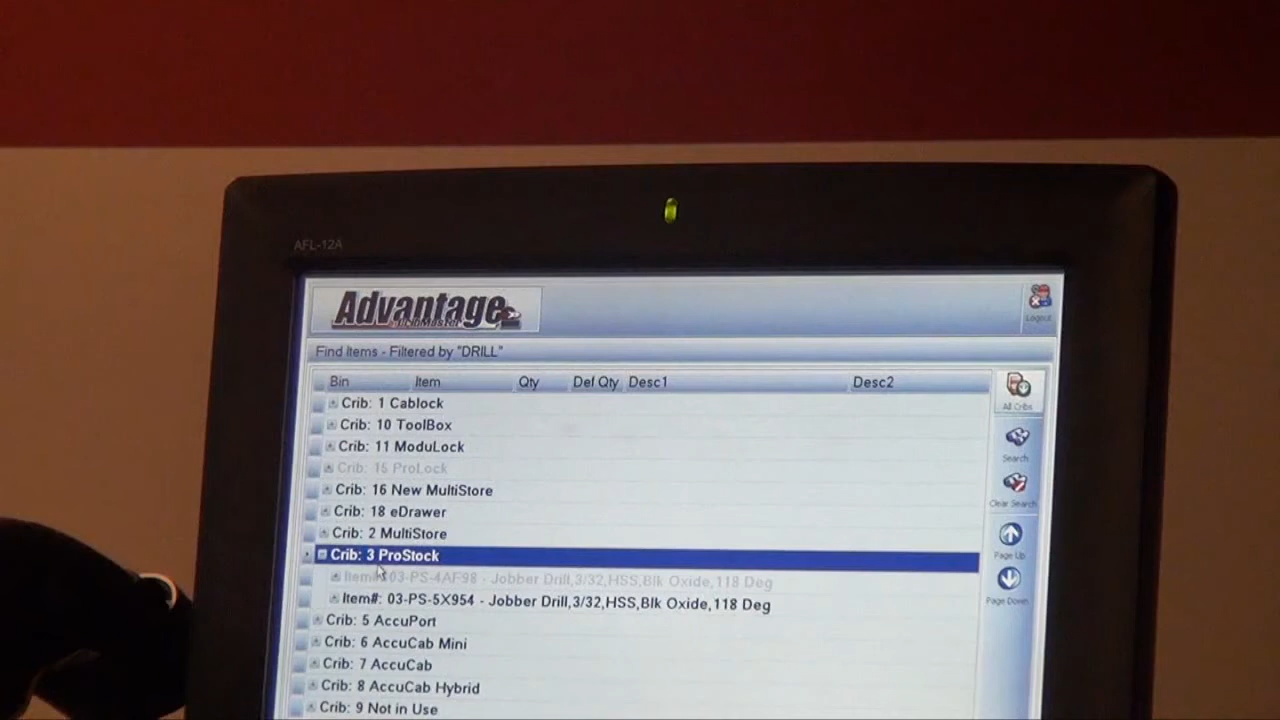 AFL-12A
Advantage
by CribMaster
Logout
Find Items - Filtered by "DRILL"
Bin Item Qty Def Qty Desc1 Desc2
Crib: 1 Cablock
All Cribs
Crib: 10 ToolBox
Crib: 11 ModuLock
Search
Crib: 15 ProLock
Crib: 16 New MultiStore
Clear Search
Crib: 18 eDrawer
Crib: 2 MultiStore
Crib: 3 ProStock
Page Up
Item#: 03-PS-4AF98 - Jobber Drill,3/32,HSS,Blk Oxide,118 Deg
Item#: 03-PS-5X954 - Jobber Drill,3/32,HSS,Blk Oxide,118 Deg
Page Down
Crib: 5 AccuPort
Crib: 6 AccuCab Mini
Crib: 7 AccuCab
Crib: 8 AccuCab Hybrid
Crib: 9 Not in Use